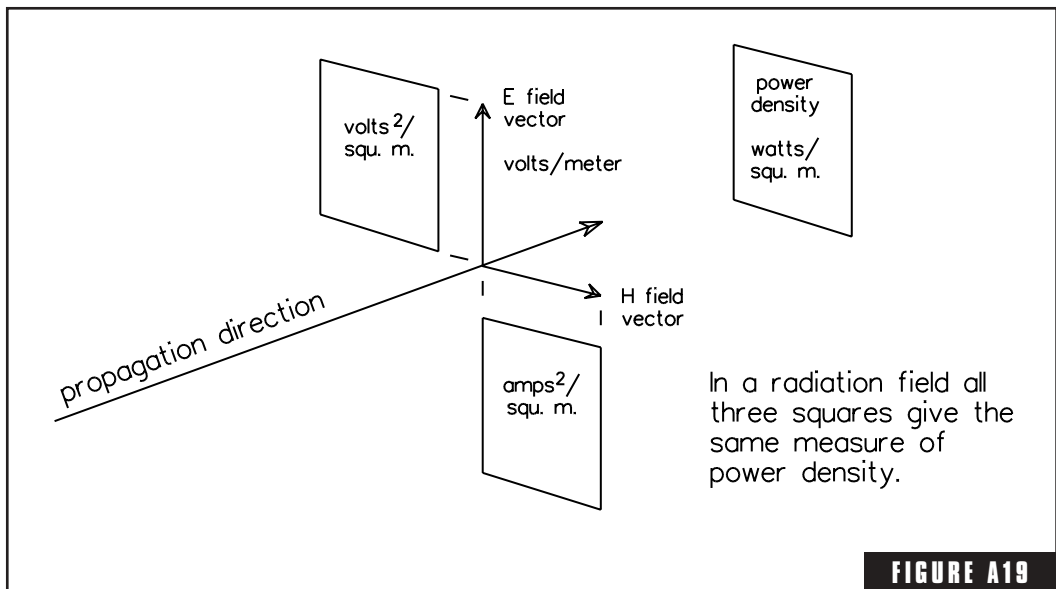 volts²/
squ. m.
E field
vector
volts/meter
power
density
watts/
squ. m.
propagation direction
H field
vector
amps²/
squ. m.
In a radiation field all
three squares give the
same measure of
power density.
FIGURE A19